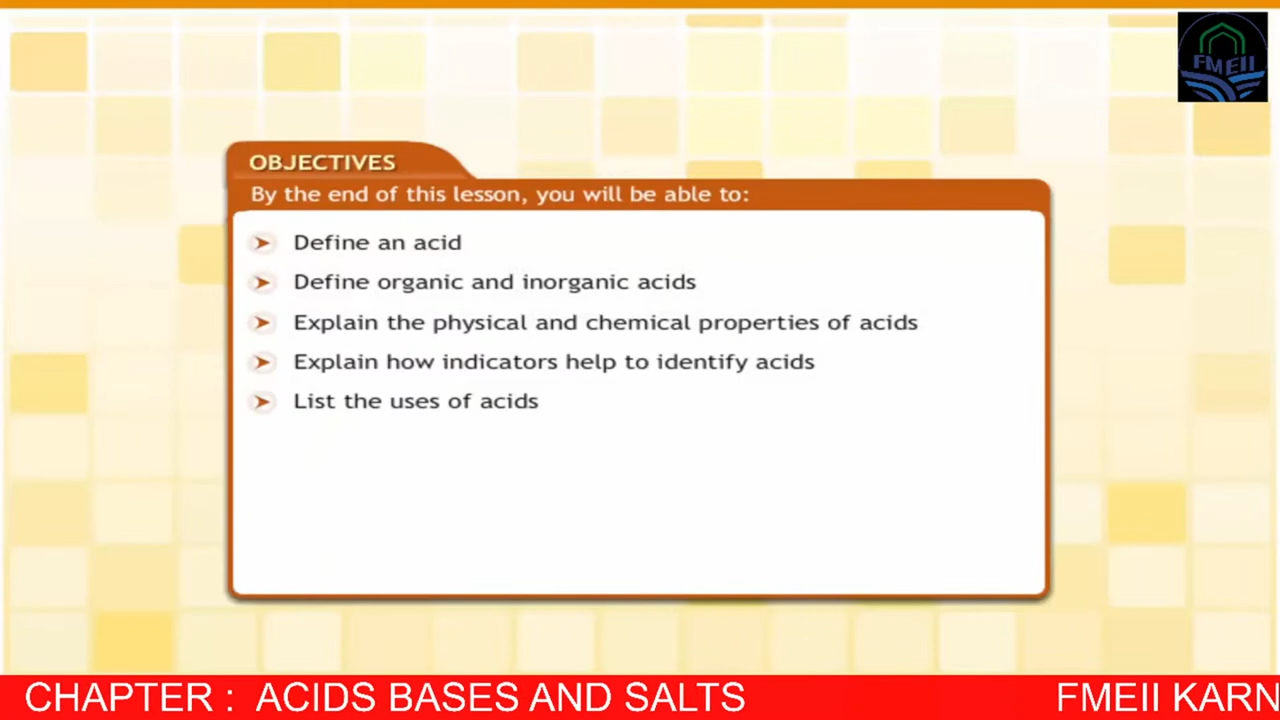 FMEII
OBJECTIVES
By the end of this lesson, you will be able to:
Define an acid
Define organic and inorganic acids
Explain the physical and chemical properties of acids
Explain how indicators help to identify acids
List the uses of acids
CHAPTER : ACIDS BASES AND SALTS FMEII KARN